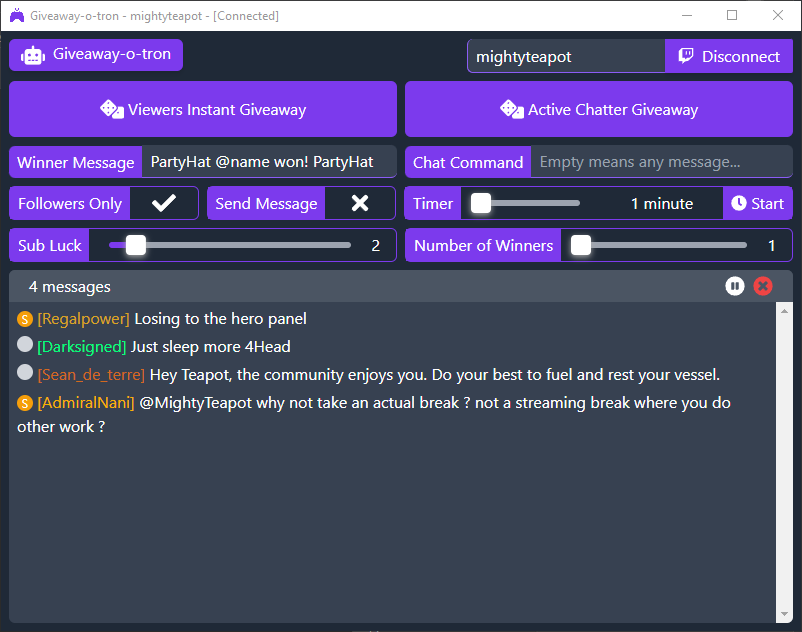 Giveaway-o-tron - mightyteapot - [Connected]
Giveaway-o-tron
mightyteapot
Disconnect
Viewers Instant Giveaway
Active Chatter Giveaway
Winner Message
PartyHat @name won! PartyHat
Chat Command
Empty means any message...
Followers Only
Send Message
Timer
1 minute
Start
Sub Luck
2
Number of Winners
1
4 messages
S [Regalpower] Losing to the hero panel
[Darksigned] Just sleep more 4Head
[Sean_de_terre] Hey Teapot, the community enjoys you. Do your best to fuel and rest your vessel.
S [AdmiralNani] @MightyTeapot why not take an actual break ? not a streaming break where you do
other work ?